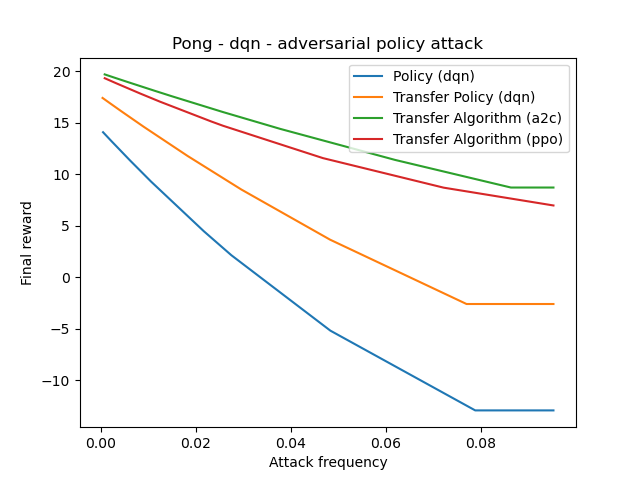 Pong - dqn - adversarial policy attack
Policy (dqn)
Transfer Policy (dqn)
Transfer Algorithm (a2c)
Transfer Algorithm (ppo)
Final reward
20
15
10
5
0
−5
−10
0.00 0.02 0.04 0.06 0.08
Attack frequency